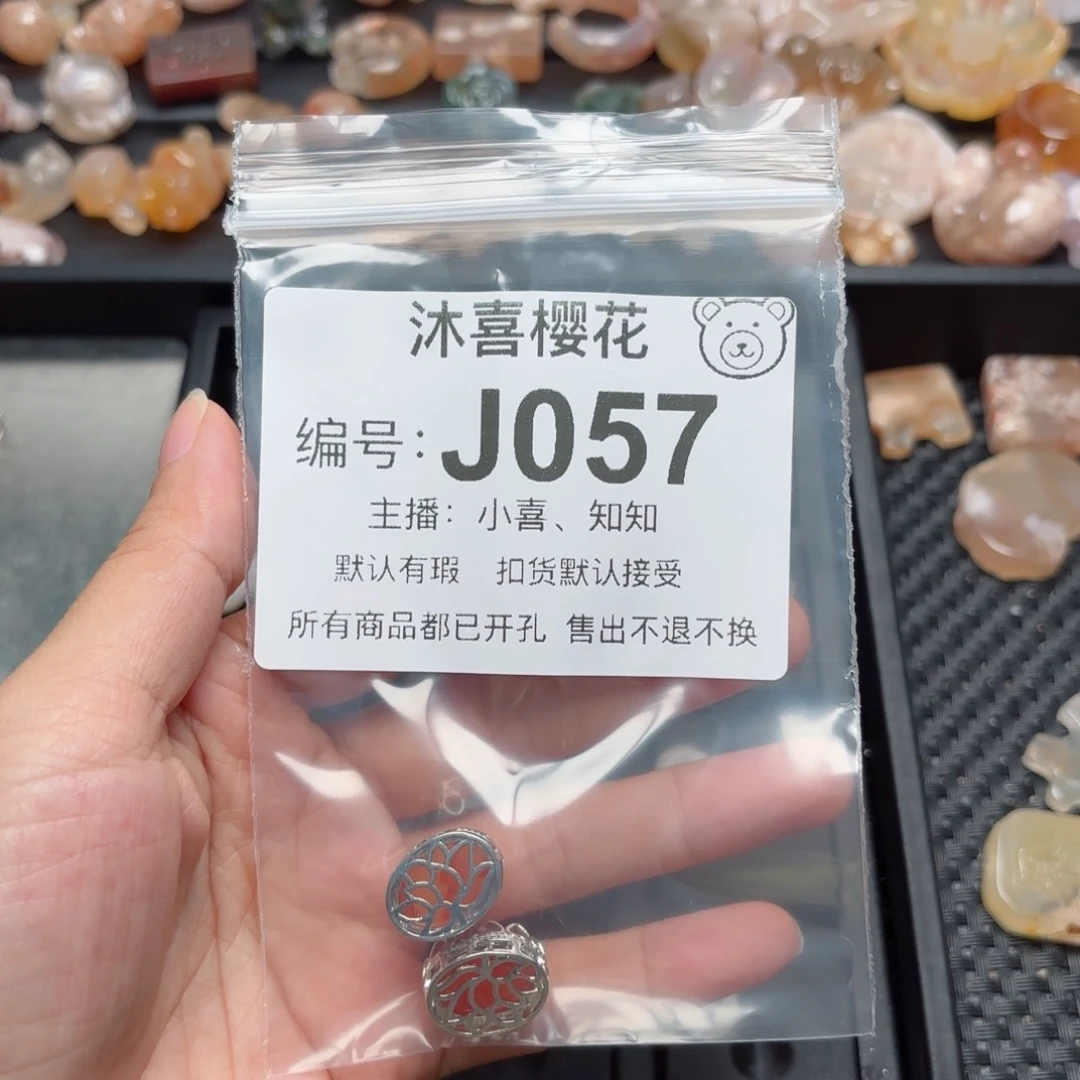 沐喜樱花
编号:J057
主播：小喜、知知
默认有瑕 扣货默认接受
所有商品都已开孔 售出不退不换